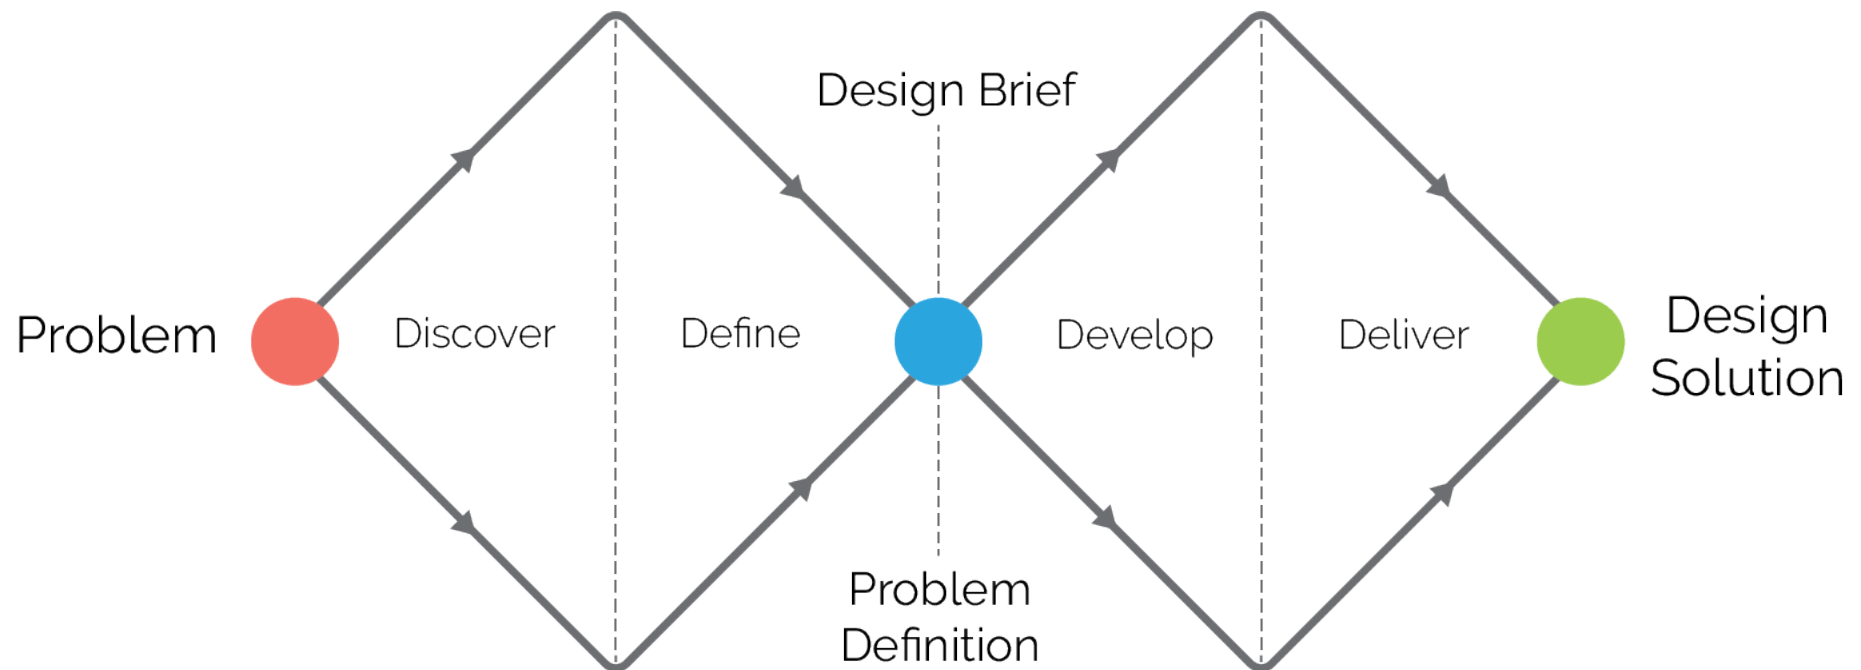 Design Brief
Problem
Discover
Define
Develop
Deliver
Design
Solution
Problem
Definition